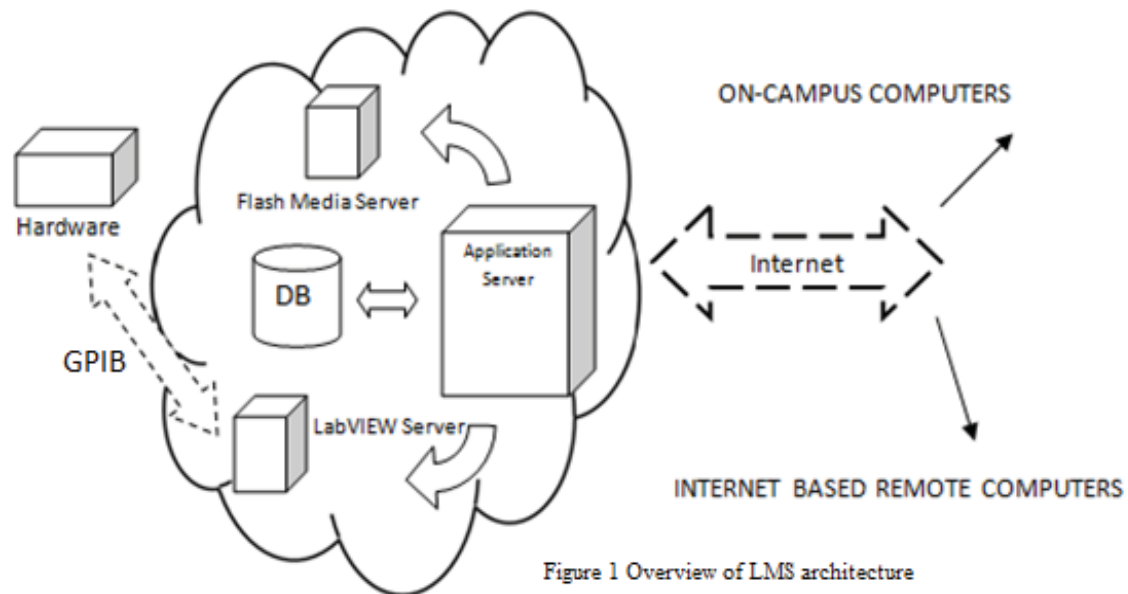 ON-CAMPUS COMPUTERS
Hardware
Flash Media Server
Application
Server
Internet
DB
GPIB
LabVIEW Server
INTERNET BASED REMOTE COMPUTERS
Figure 1 Overview of LMS architecture